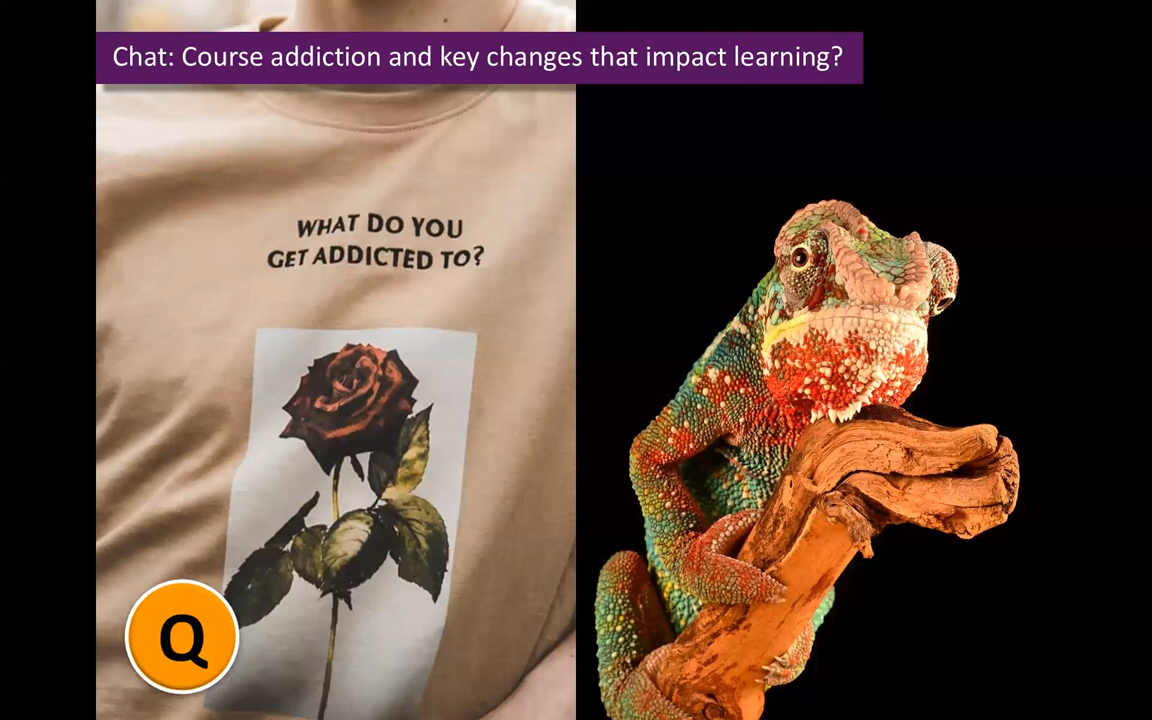 Chat: Course addiction and key changes that impact learning?
WHAT DO YOU
GET ADDICTED TO?
Q